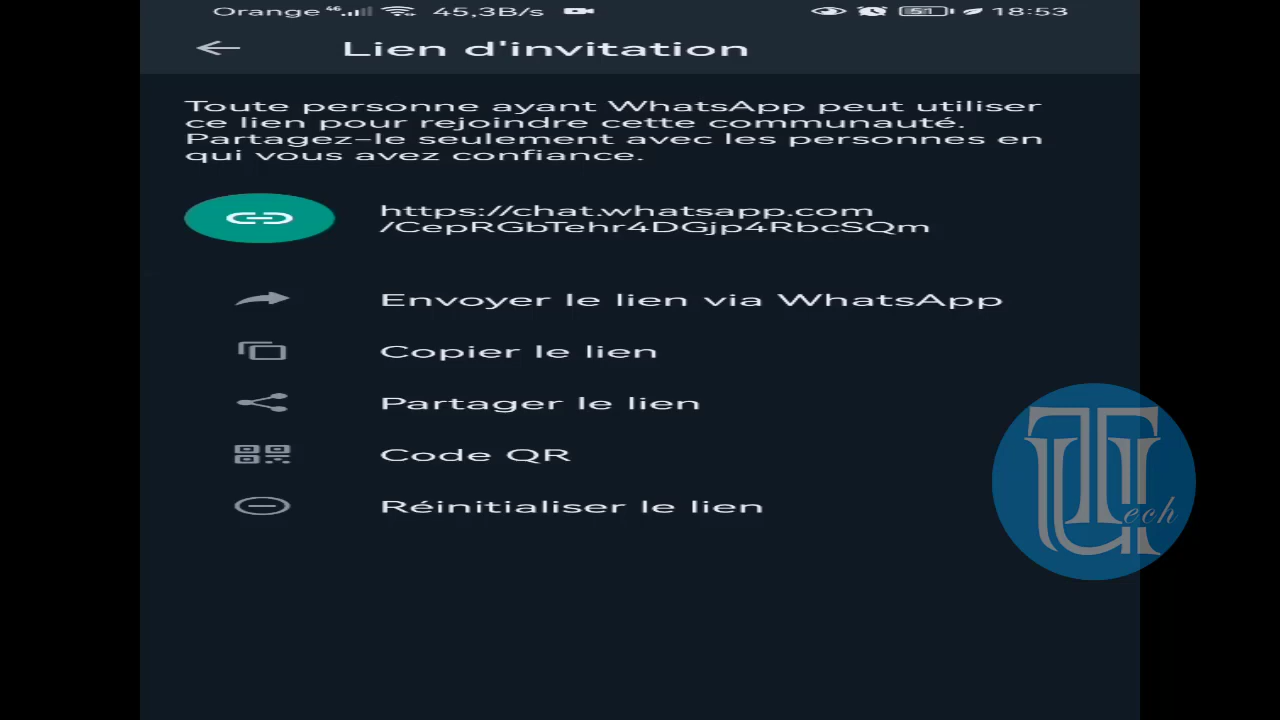 Orange 4G 45,3B/s 51 18:53
Lien d'invitation
Toute personne ayant WhatsApp peut utiliser
ce lien pour rejoindre cette communauté.
Partagez-le seulement avec les personnes en
qui vous avez confiance.
https://chat.whatsapp.com
/CepRGbTehr4DGjp4RbcSQm
Envoyer le lien via WhatsApp
Copier le lien
Partager le lien
Code QR
Réinitialiser le lien